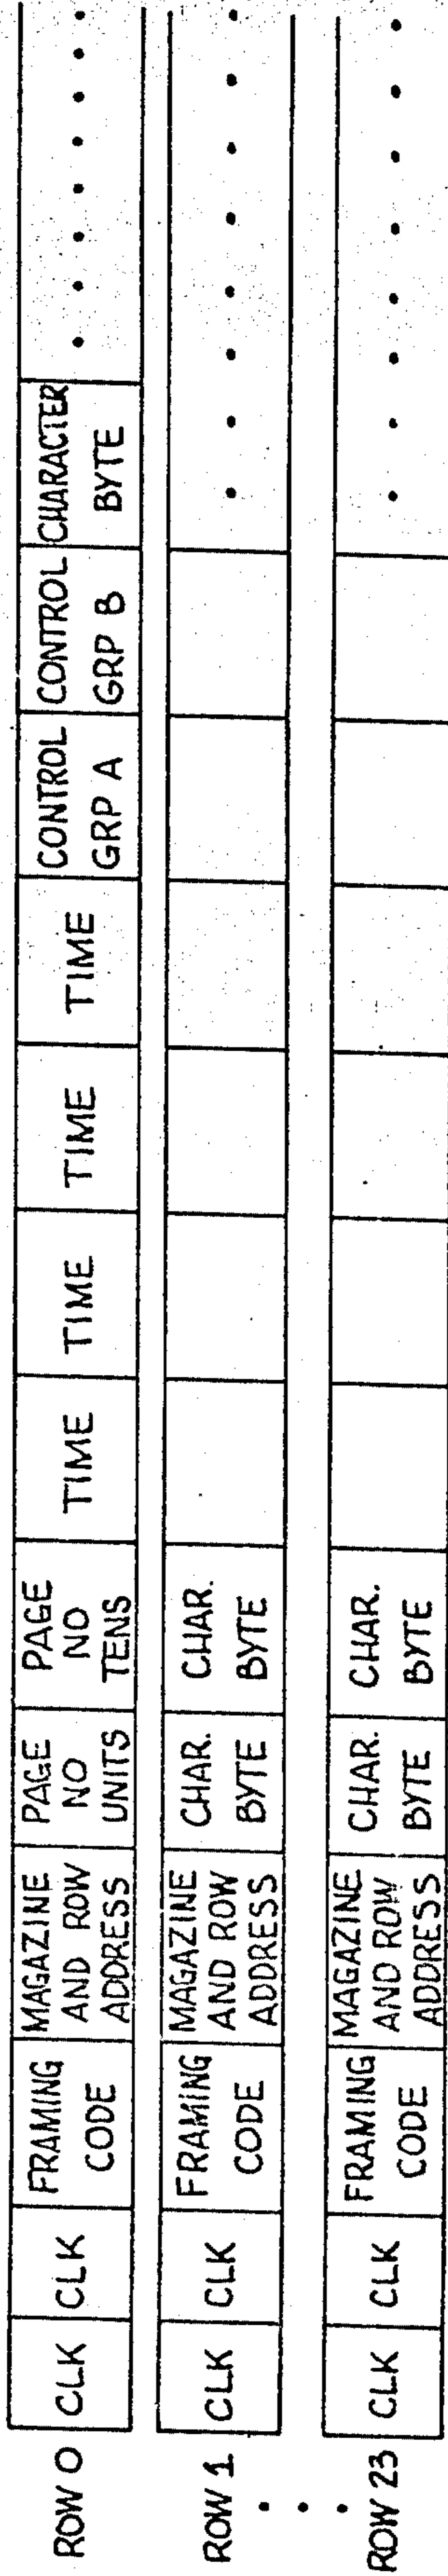 ROW 0 CLK CLK FRAMING CODE MAGAZINE AND ROW ADDRESS PAGE NO UNITS PAGE NO TENS TIME TIME TIME TIME CONTROL GRP A CONTROL GRP B CHARACTER BYTE
ROW 1 CLK CLK FRAMING CODE MAGAZINE AND ROW ADDRESS CHAR. BYTE CHAR. BYTE
ROW 23 CLK CLK FRAMING CODE MAGAZINE AND ROW ADDRESS CHAR. BYTE CHAR. BYTE